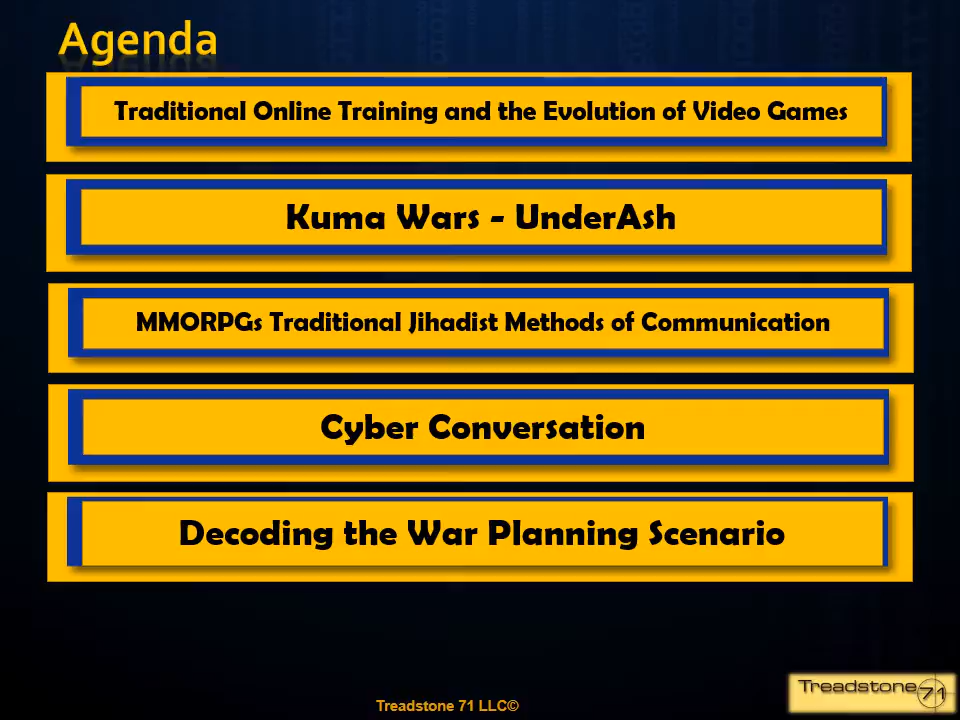 Agenda
Traditional Online Training and the Evolution of Video Games
Kuma Wars - UnderAsh
MMORPGs Traditional Jihadist Methods of Communication
Cyber Conversation
Decoding the War Planning Scenario
Treadstone 71
Treadstone 71 LLC©